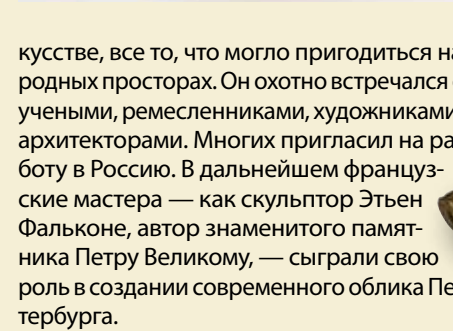 кусстве, все то, что могло пригодиться на
родных просторах. Он охотно встречался с
учеными, ремесленниками, художниками
архитекторами. Многих пригласил на ра
боту в Россию. В дальнейшем француз-
ские мастера — как скульптор Этьен
Фальконе, автор знаменитого памят-
ника Петру Великому, — сыграли свою
роль в создании современного облика Пе
тербурга.